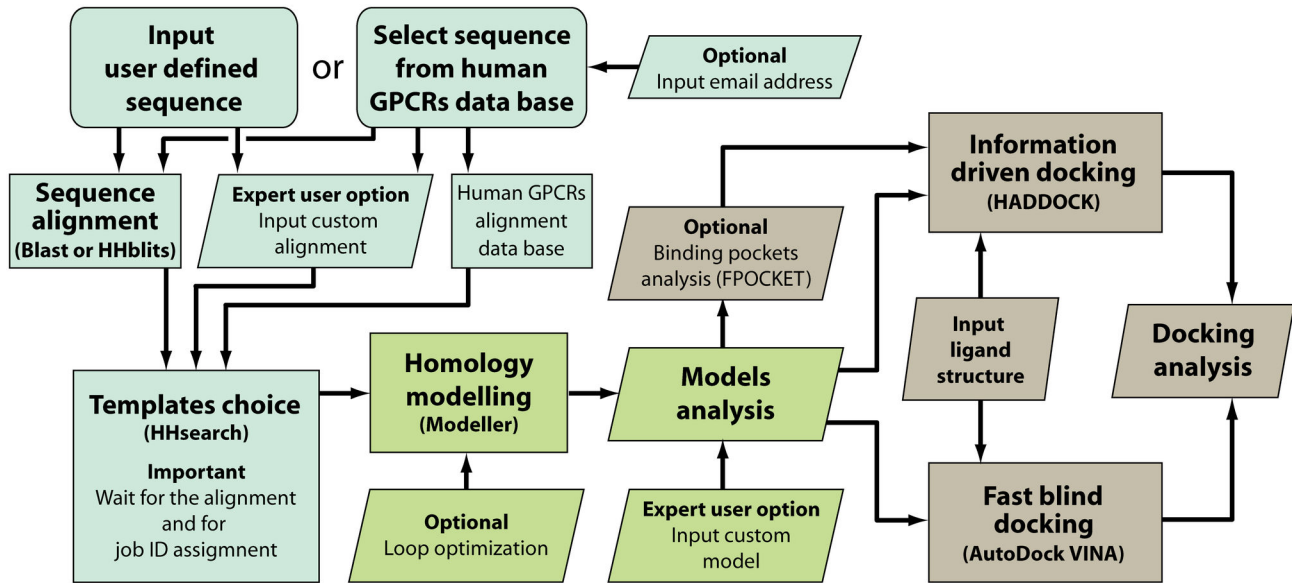 Input
user defined
sequence
or
Select sequence
from human
GPCRs data base
Optional
Input email address
Sequence
alignment
(Blast or HHblits)
Expert user option
Input custom
alignment
Human GPCRs
alignment
data base
Optional
Binding pockets
analysis (FPOCKET)
Information
driven docking
(HADDOCK)
Templates choice
(HHsearch)
Important
Wait for the alignment
and for
job ID assigmnent
Homology
modelling
(Modeller)
Optional
Loop optimization
Models
analysis
Expert user option
Input custom
model
Input
ligand
structure
Docking
analysis
Fast blind
docking
(AutoDock VINA)